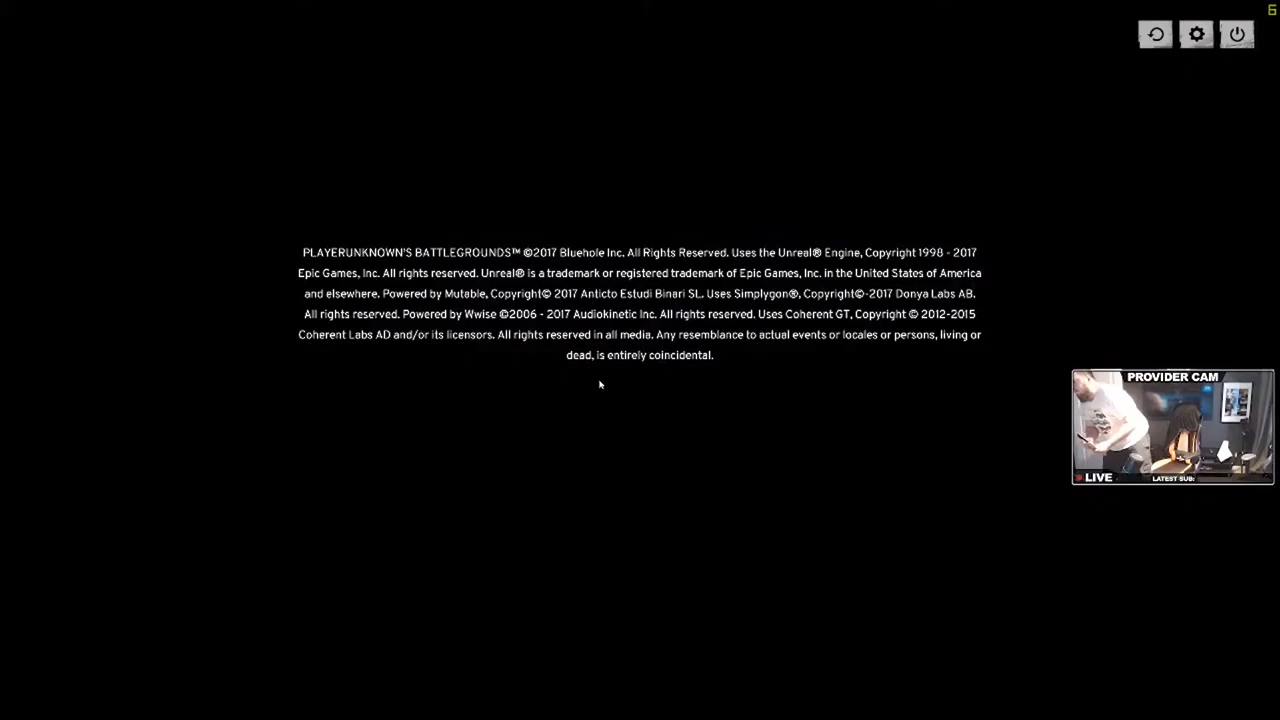 6
PLAYERUNKNOWN'S BATTLEGROUNDS™ ©2017 Bluehole Inc. All Rights Reserved. Uses the Unreal® Engine, Copyright 1998 - 2017
Epic Games, Inc. All rights reserved. Unreal® is a trademark or registered trademark of Epic Games, Inc. in the United States of America
and elsewhere. Powered by Mutable, Copyright© 2017 Anticto Estudi Binari SL. Uses Simplygon®, Copyright©-2017 Donya Labs AB.
All rights reserved. Powered by Wwise ©2006 - 2017 Audiokinetic Inc. All rights reserved. Uses Coherent GT, Copyright © 2012-2015
Coherent Labs AD and/or its licensors. All rights reserved in all media. Any resemblance to actual events or locales or persons, living or
dead, is entirely coincidental.
PROVIDER CAM
LIVE
LATEST SUB: